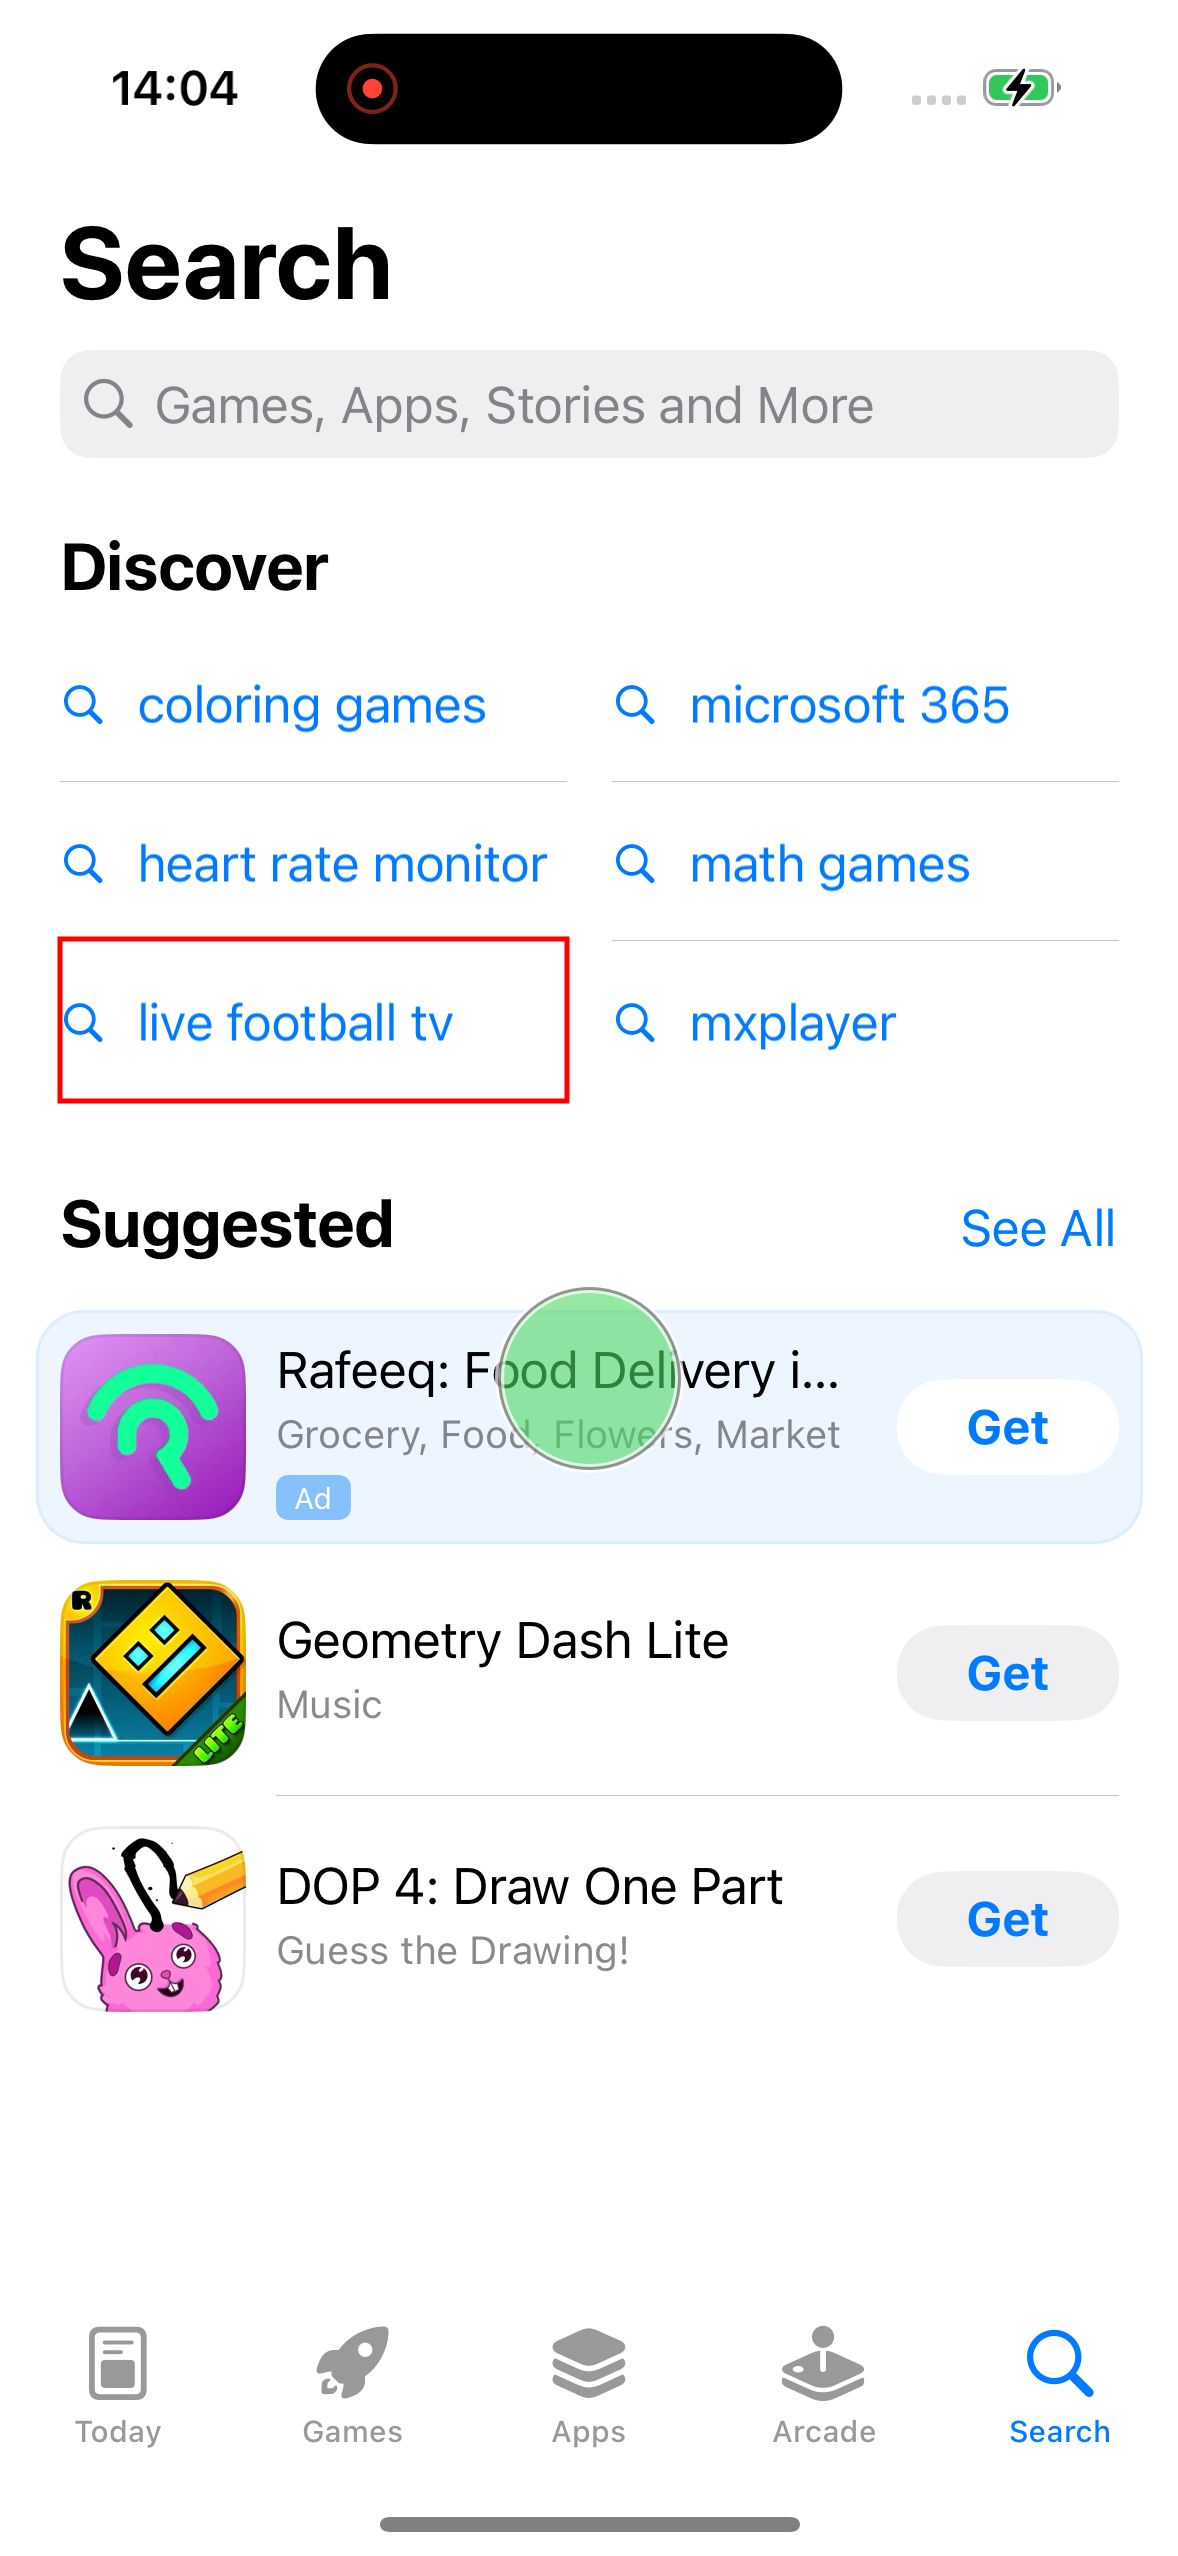 14:04
Search
Games, Apps, Stories and More
Discover
coloring games
microsoft 365
heart rate monitor
math games
live football tv
mxplayer
Suggested
See All
Rafeeq: Food Delivery i...
Grocery, Food, Flowers, Market
Ad
Get
R
LITE
Geometry Dash Lite
Music
Get
DOP 4: Draw One Part
Guess the Drawing!
Get
Today
Games
Apps
Arcade
Search